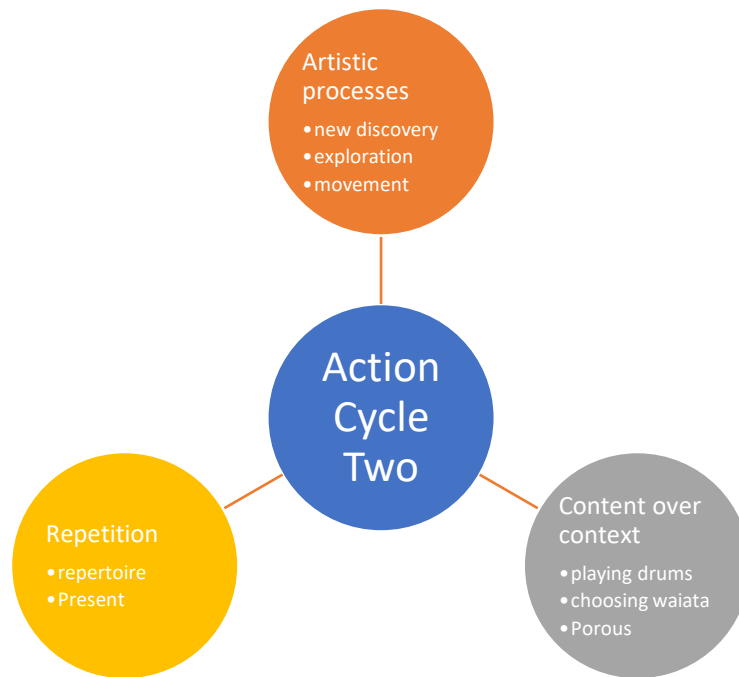 Artistic
processes
•new discovery
•exploration
•movement
Action
Cycle
Two
Repetition
•repertoire
•Present
Content over
context
•playing drums
•choosing waiata
•Porous